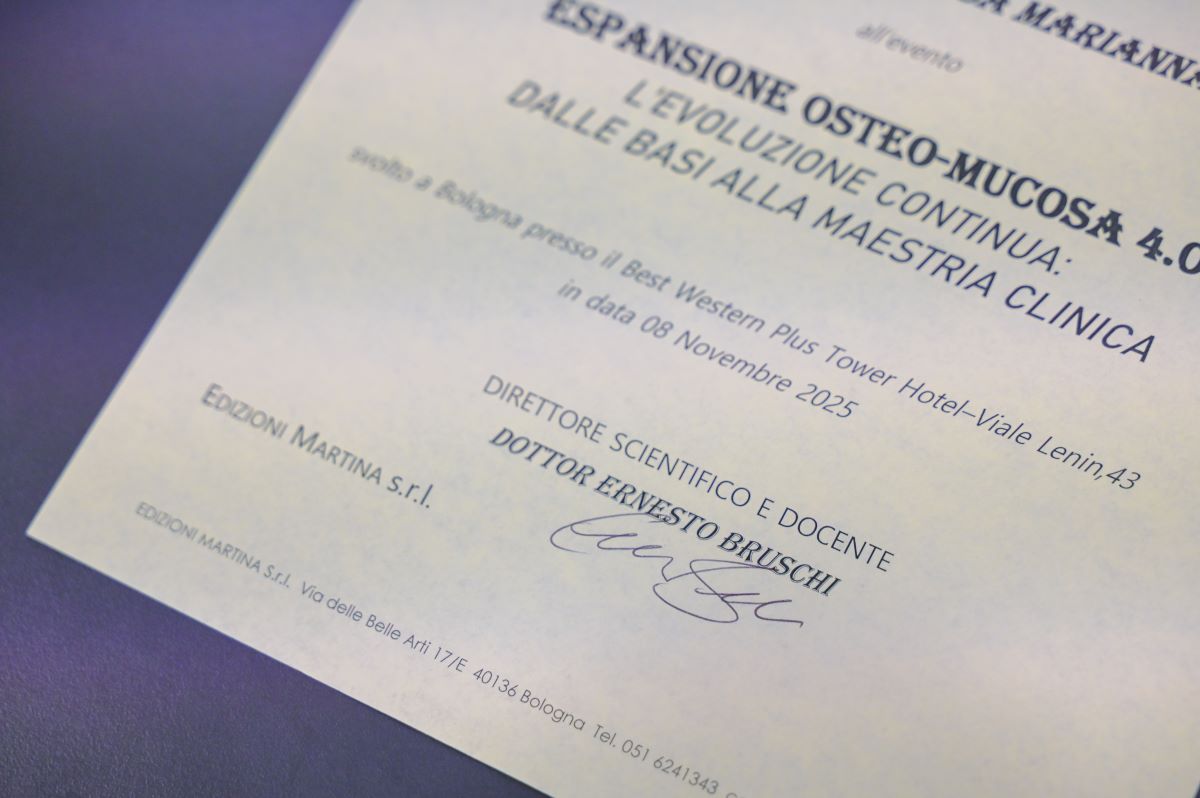 MARIANNA
all'evento
ESPANSIONE OSTEO-MUCOSA 4.0
L'EVOLUZIONE CONTINUA:
DALLE BASI ALLA MAESTRIA CLINICA
svolto a Bologna presso il Best Western Plus Tower Hotel–Viale Lenin,43
in data 08 Novembre 2025
DIRETTORE SCIENTIFICO E DOCENTE
DOTTOR ERNESTO BRUSCHI
EDIZIONI MARTINA s.r.l.
EDIZIONI MARTINA S.r.l. Via delle Belle Arti 17/E 40136 Bologna Tel. 051 6241343